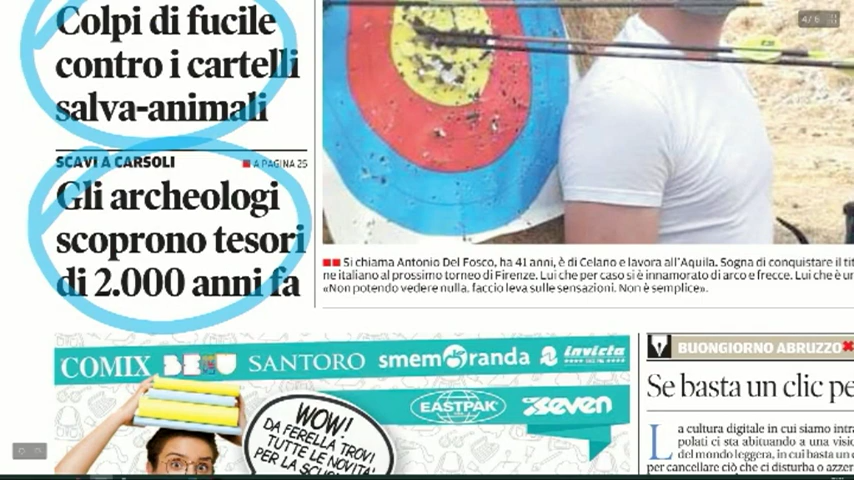 Colpi di fucile
contro i cartelli
salva-animali
SCAVI A CARSOLI
A PAGINA 25
Gli archeologi
scoprono tesori
di 2.000 anni fa
4/6
Si chiama Antonio Del Fosco, ha 41 anni, è di Celano e lavora all'Aquila. Sogna di conquistare il tit
ne italiano al prossimo torneo di Firenze. Lui che per caso si è innamorato di arco e frecce. Lui che è un
«Non potendo vedere nulla, faccio leva sulle sensazioni. Non è semplice».
COMIX BEBU SANTORO smemoranda invicta
EASTPAK seven
WOW!
DA FERELLA TROVI
TUTTE LE NOVITA'
PER LA
BUONGIORNO ABRUZZO
Se basta un clic pe
La cultura digitale in cui siamo
polati ci sta abituando a una visio
del mondo leggera, in cui basta un c
per cancellare ciò che ci disturba o azzer